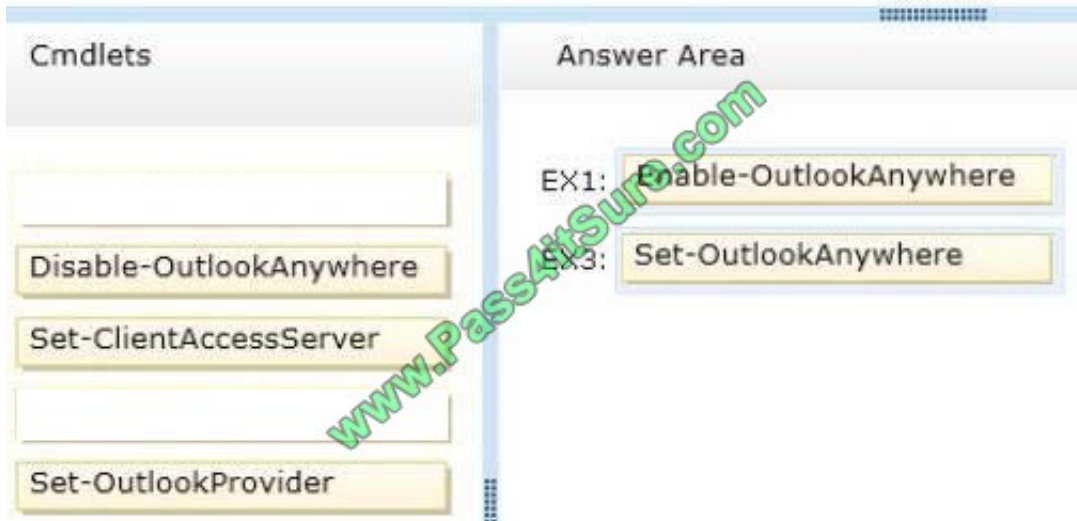 Cmdlets
Disable-OutlookAnywhere
Set-ClientAccessServer
Set-OutlookProvider
Answer Area
EX1: Enable-OutlookAnywhere
EX3: Set-OutlookAnywhere
www.Pass4itSure.com